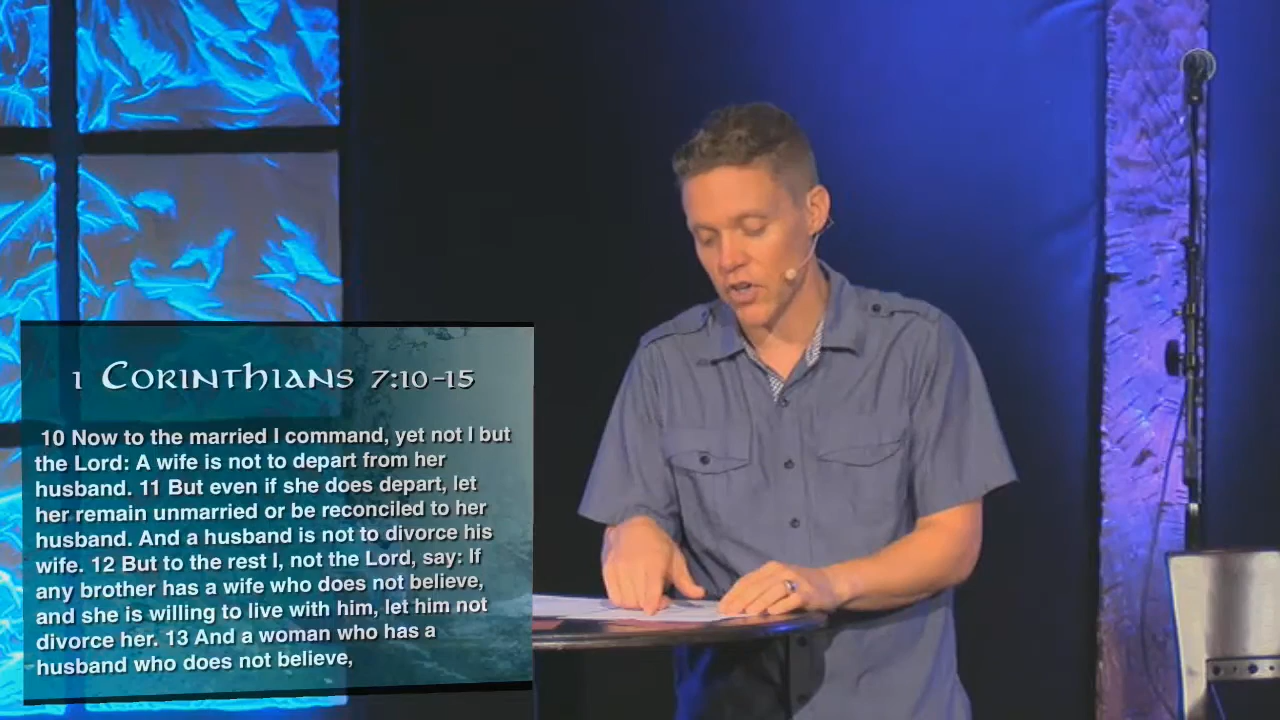 1 Corinthians 7:10-15
10 Now to the married I command, yet not I but
the Lord: A wife is not to depart from her
husband. 11 But even if she does depart, let
her remain unmarried or be reconciled to her
husband. And a husband is not to divorce his
wife. 12 But to the rest I, not the Lord, say: If
any brother has a wife who does not believe,
and she is willing to live with him, let him not
divorce her. 13 And a woman who has a
husband who does not believe,